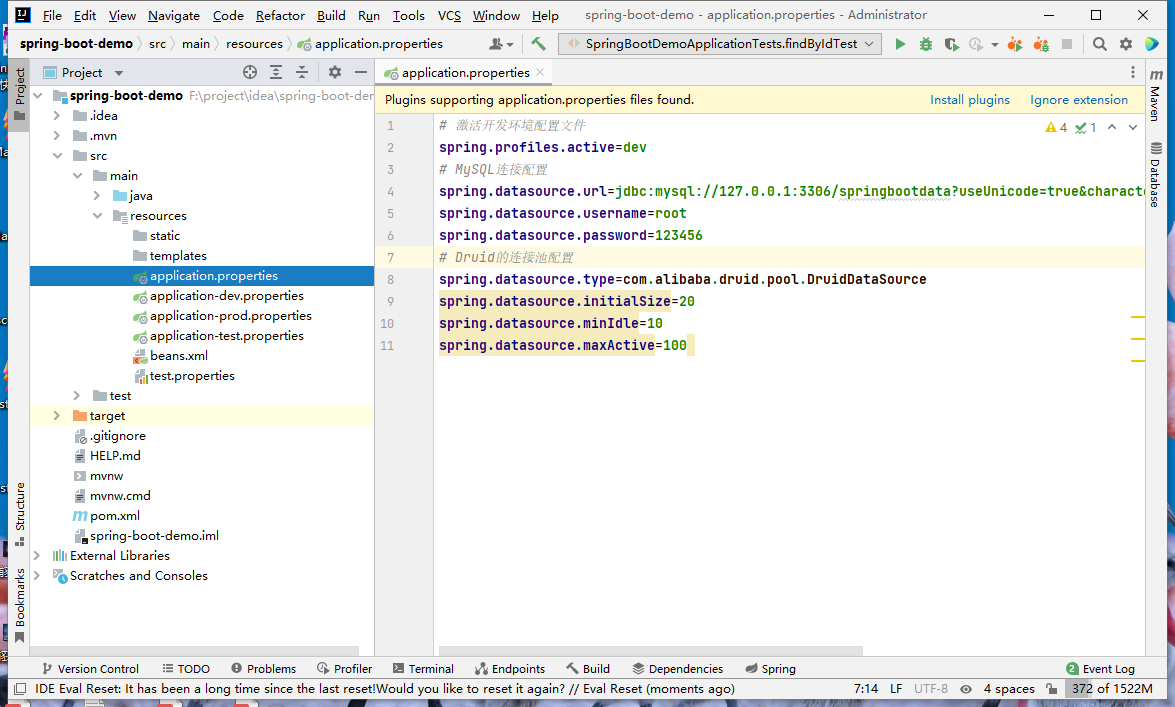 File Edit View Navigate Code Refactor Build Run Tools VCS Window Help spring-boot-demo - application.properties - Administrator
spring-boot-demo src main resources application.properties SpringBootDemoApplicationTests.findByIdTest
Project
application.properties
Project
Plugins supporting application.properties files found. Install plugins Ignore extension
spring-boot-demo F:\project\idea\spring-boot-der
.idea
.mvn
src
main
java
resources
static
templates
application.properties
application-dev.properties
application-prod.properties
application-test.properties
beans.xml
test.properties
test
target
.gitignore
HELP.md
mvnw
mvnw.cmd
pom.xml
spring-boot-demo.iml
External Libraries
Scratches and Consoles
1 # 激活开发环境配置文件
2 spring.profiles.active=dev
3 # MySQL连接配置
4 spring.datasource.url=jdbc:mysql://127.0.0.1:3306/springbootdata?useUnicode=true&characte
5 spring.datasource.username=root
6 spring.datasource.password=123456
7 # Druid的连接池配置
8 spring.datasource.type=com.alibaba.druid.pool.DruidDataSource
9 spring.datasource.initialSize=20
10 spring.datasource.minIdle=10
11 spring.datasource.maxActive=100
4 1
Maven
Database
Structure
Bookmarks
Version Control TODO Problems Profiler Terminal Endpoints Build Dependencies Spring 2 Event Log
IDE Eval Reset: It has been a long time since the last reset!Would you like to reset it again? // Eval Reset (moments ago) 7:14 LF UTF-8 4 spaces 372 of 1522M